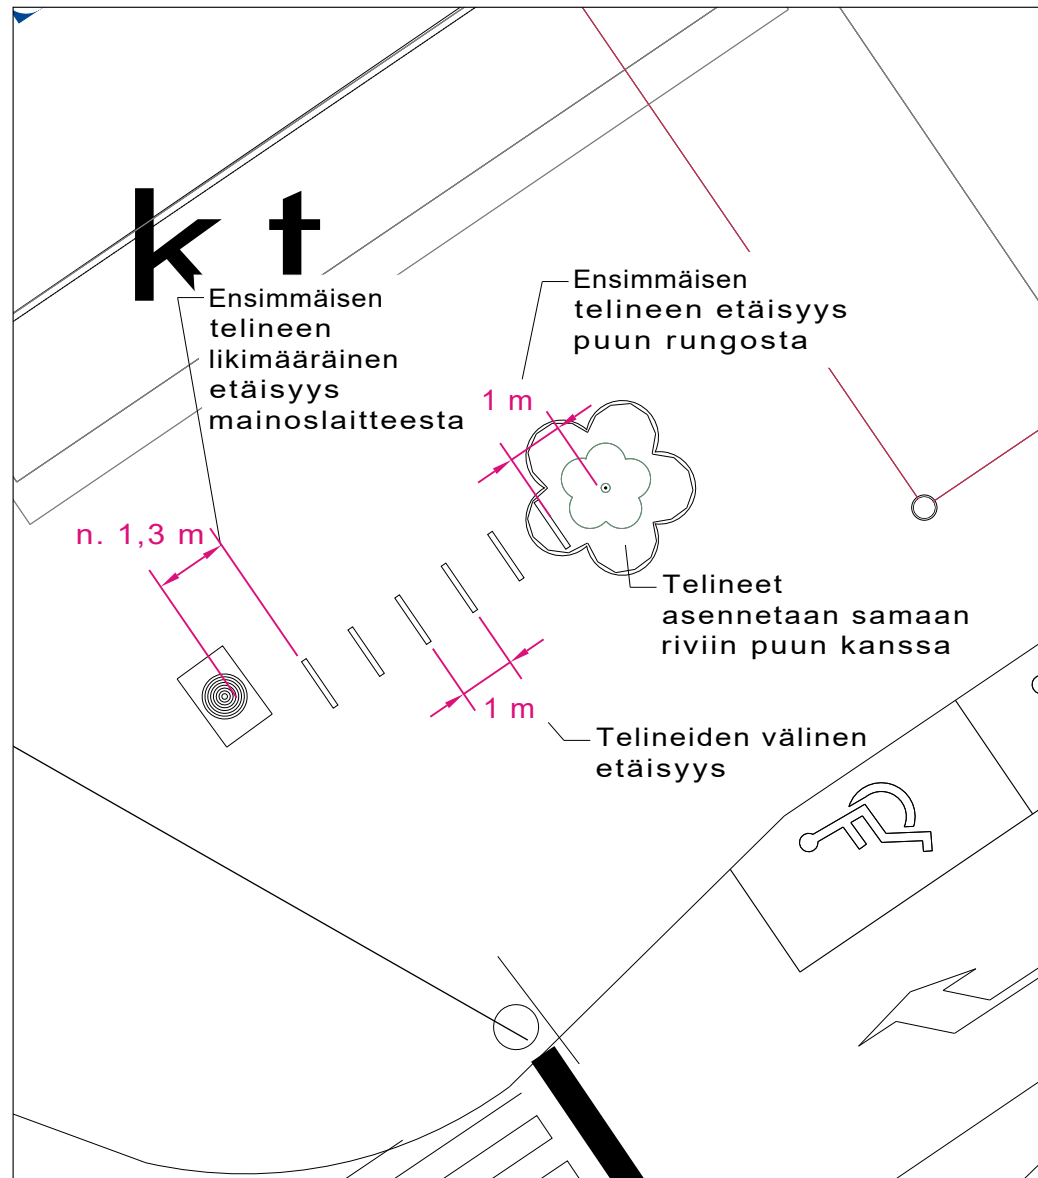 k t
Ensimmäisen
telineen
likimääräinen
etäisyys
mainoslaitteesta
Ensimmäisen
telineen etäisyys
puun rungosta
1 m
n. 1,3 m
Telineet
asennetaan samaan
riviin puun kanssa
1 m
Telineiden välinen
etäisyys